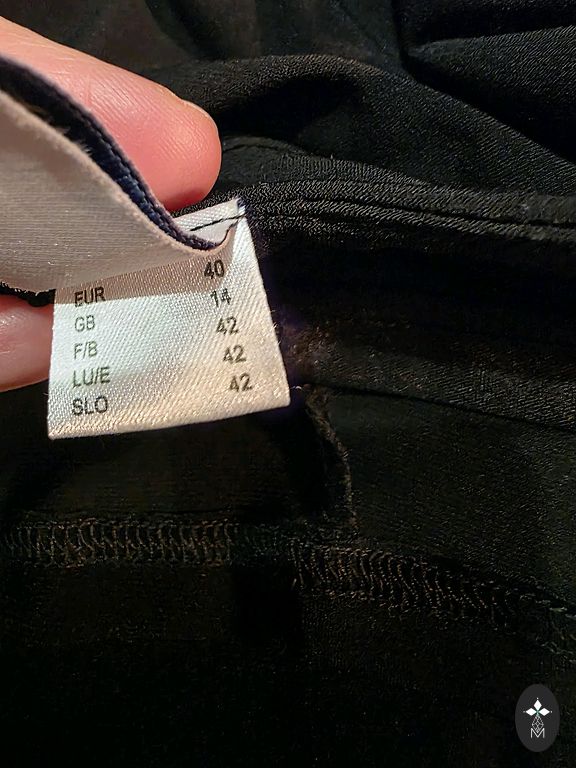 EUR 40
GB 14
F/B 42
LU/E 42
SLO 42
M